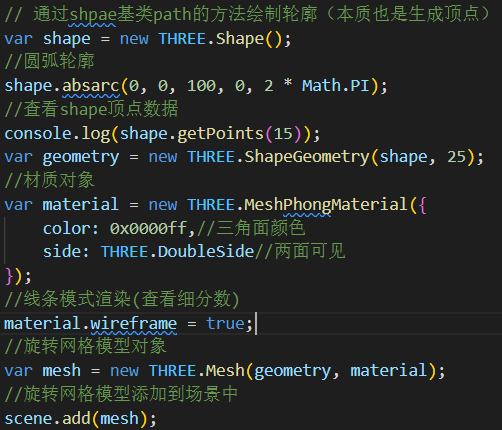 // 通过shpae基类path的方法绘制轮廓（本质也是生成顶点）
var shape = new THREE.Shape();
//圆弧轮廓
shape.absarc(0, 0, 100, 0, 2 * Math.PI);
//查看shape顶点数据
console.log(shape.getPoints(15));
var geometry = new THREE.ShapeGeometry(shape, 25);
//材质对象
var material = new THREE.MeshPhongMaterial({
    color: 0x0000ff,//三角面颜色
    side: THREE.DoubleSide//两面可见
});
//线条模式渲染(查看细分数)
material.wireframe = true;
//旋转网格模型对象
var mesh = new THREE.Mesh(geometry, material);
//旋转网格模型添加到场景中
scene.add(mesh);